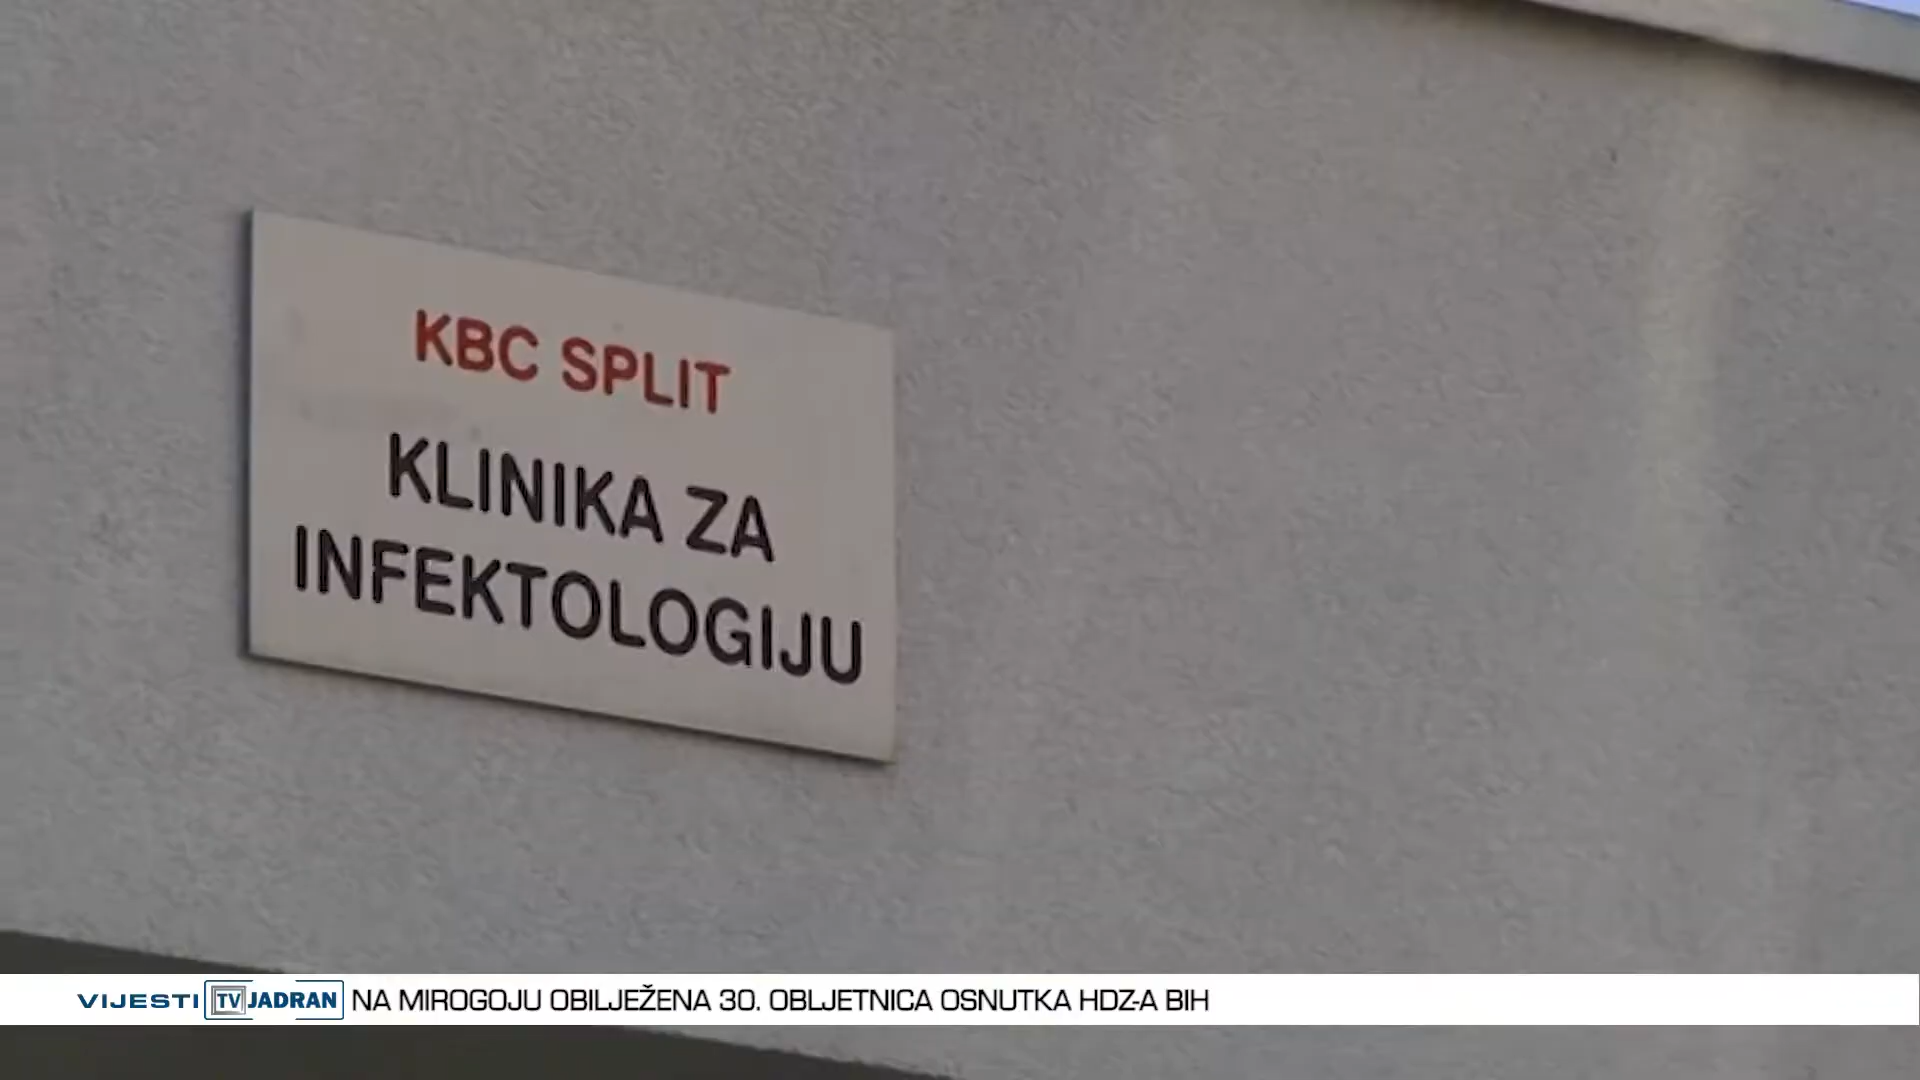 KBC SPLIT
KLINIKA ZA
INFEKTOLOGIJU
VIJESTI TV JADRAN NA MIROGOJU OBILJEŽENA 30. OBLJETNICA OSNUTKA HDZ-A BIH